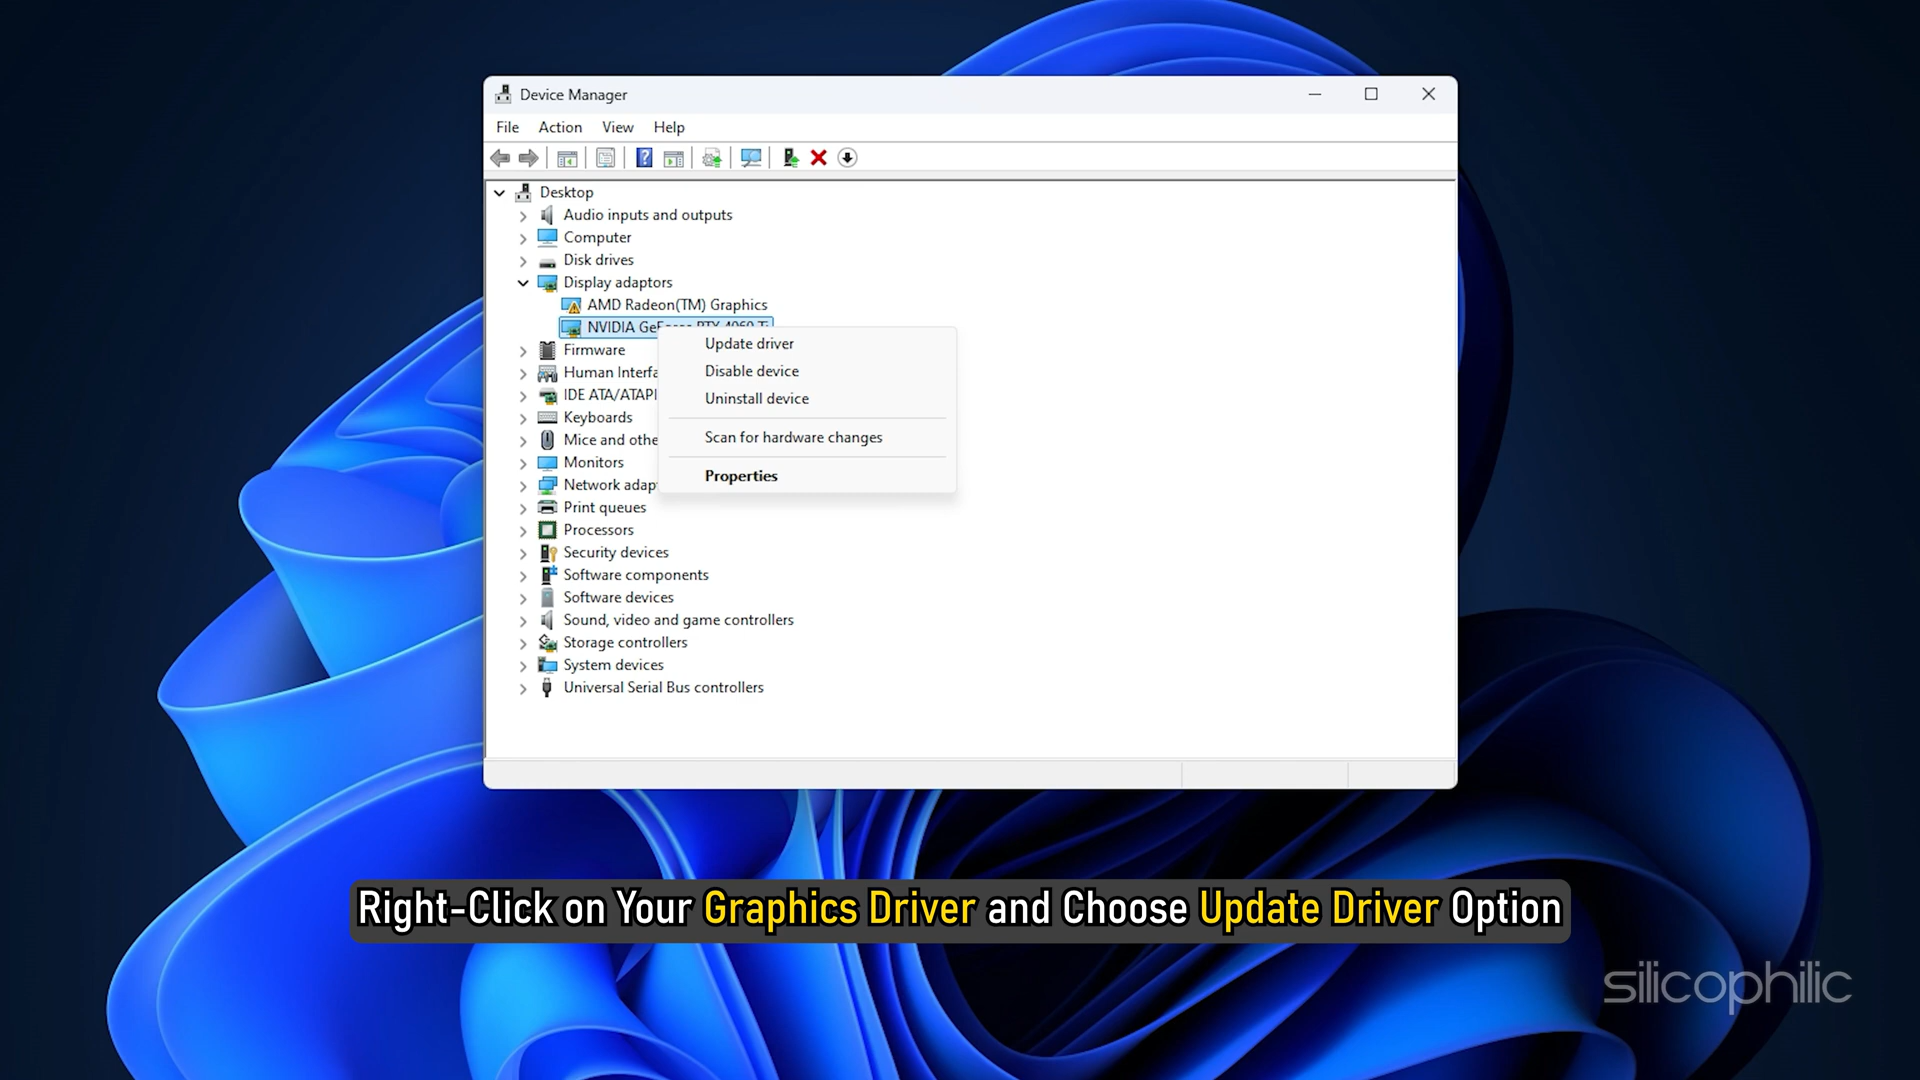 Device Manager
File Action View Help
Desktop
Audio inputs and outputs
Computer
Disk drives
Display adaptors
AMD Radeon(TM) Graphics
NVIDIA GeForce RTX 4060 Ti
Update driver
Firmware
Human Interfa
Disable device
IDE ATA/ATAPI
Uninstall device
Keyboards
Mice and othe
Scan for hardware changes
Monitors
Properties
Network adap
Print queues
Processors
Security devices
Software components
Software devices
Sound, video and game controllers
Storage controllers
System devices
Universal Serial Bus controllers
Right-Click on Your Graphics Driver and Choose Update Driver Option
silicophilic